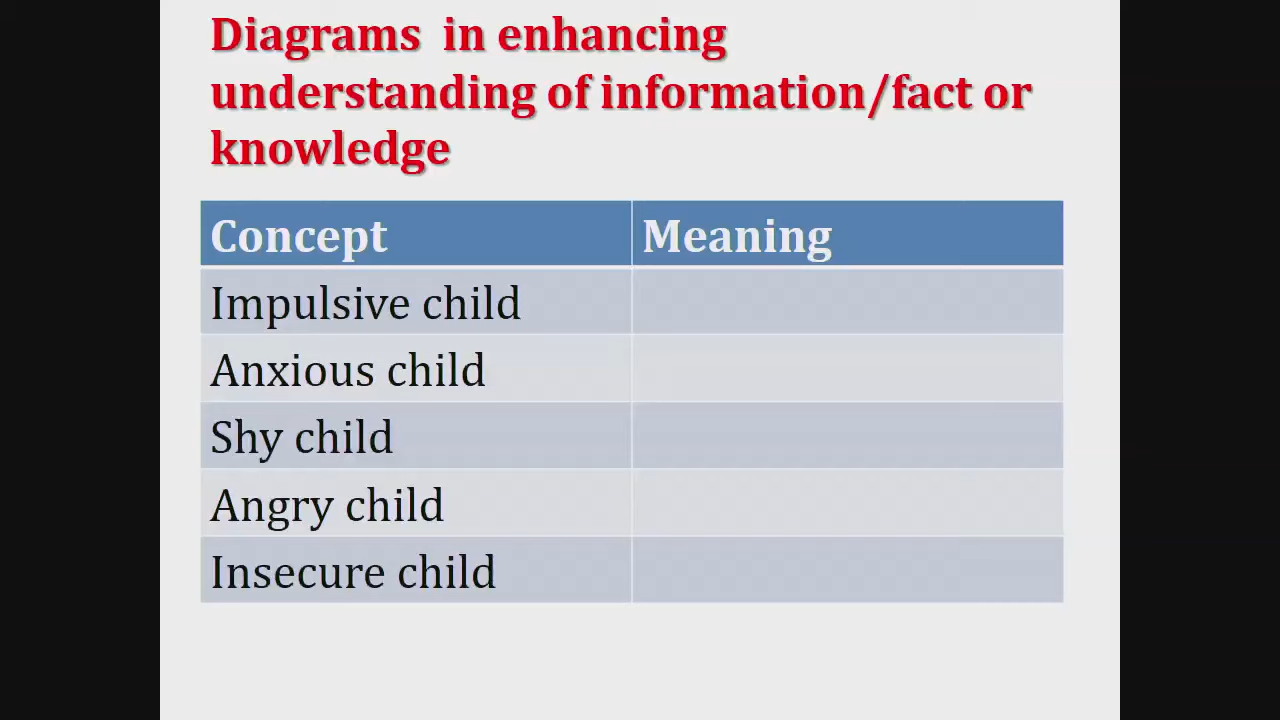 Diagrams in enhancing
understanding of information/fact or
knowledge
Concept Meaning
Impulsive child
Anxious child
Shy child
Angry child
Insecure child